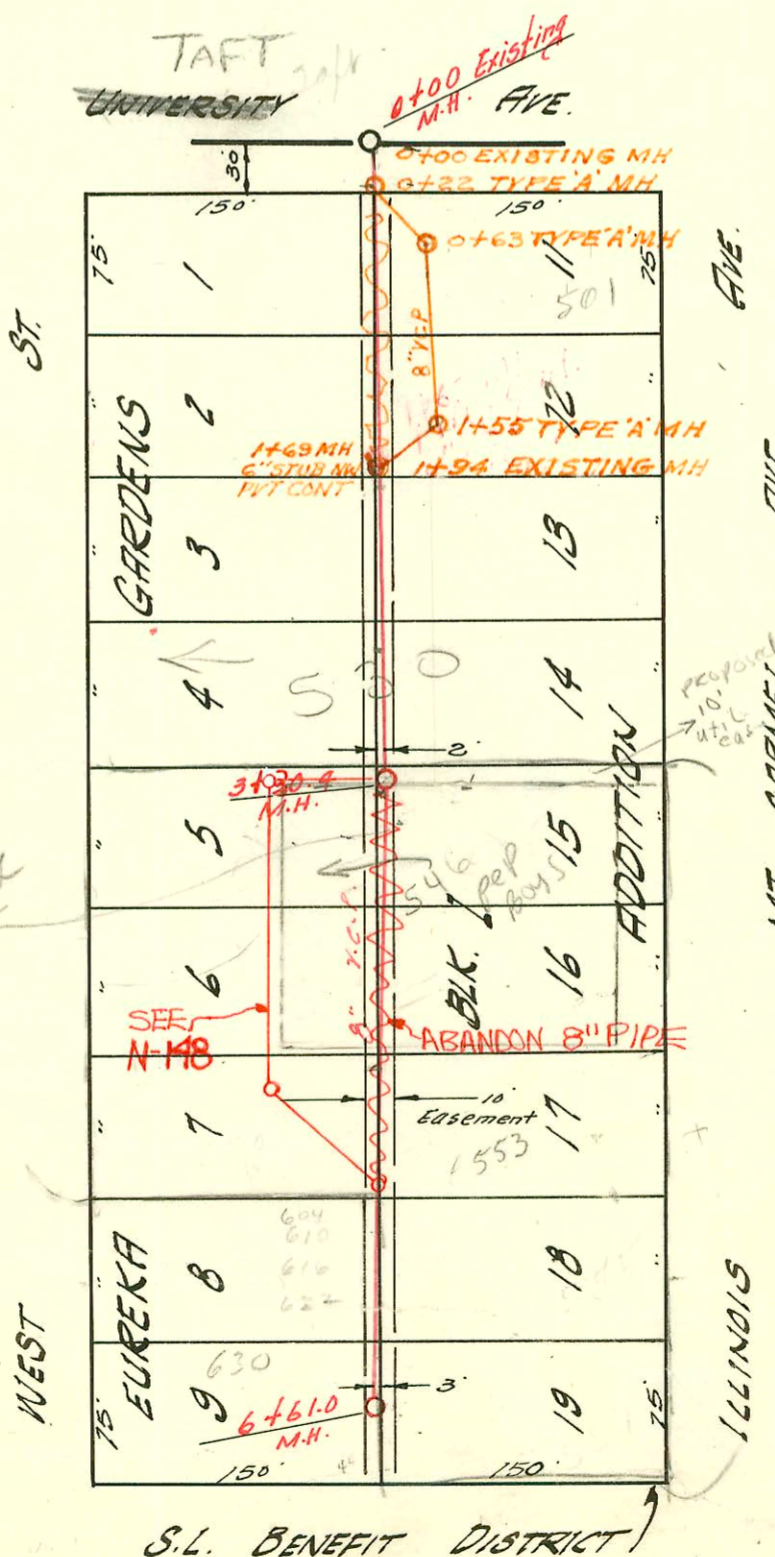 TAFT
UNIVERSITY AVE.
0+00 Existing
M.H.
0+00 EXISTING MH
30'
0+22 TYPE 'A' MH
150' 150'
75'
1
0+63 TYPE 'A' MH
11
75'
501
ST.
AVE.
8" VCP
"
2
12
"
1+55 TYPE 'A' MH
1+69 MH
6" STUB NW
PVT CONT
1+94 EXISTING MH
GARDENS
"
3
13
"
"
4
530
14
"
proposed
10'
util
eas
2'
3+30.4
M.H.
"
5
15
"
ADDITION
546
pep
Boys
8" V.C.P.
"
6
BLK. 1
16
"
SEE
N-148
ABANDON 8" PIPE
10'
Easement
"
7
17
"
1553
604
610
616
622
"
8
18
"
EUREKA
WEST
630
9
3'
19
75'
75'
6+61.0
M.H.
ILLINOIS
150' 150'
S.L. BENEFIT DISTRICT